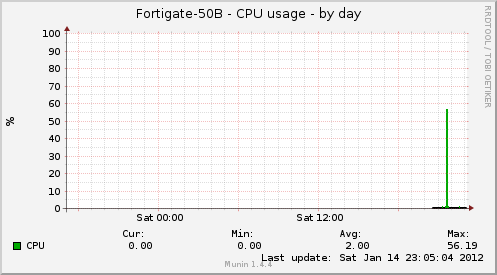 Fortigate-50B - CPU usage - by day
RRDTOOL / TOBI OETIKER
%
100
90
80
70
60
50
40
30
20
10
0
Sat 00:00 Sat 12:00
Cur: Min: Avg: Max:
CPU 0.00 0.00 2.00 56.19
Last update: Sat Jan 14 23:05:04 2012
Munin 1.4.4